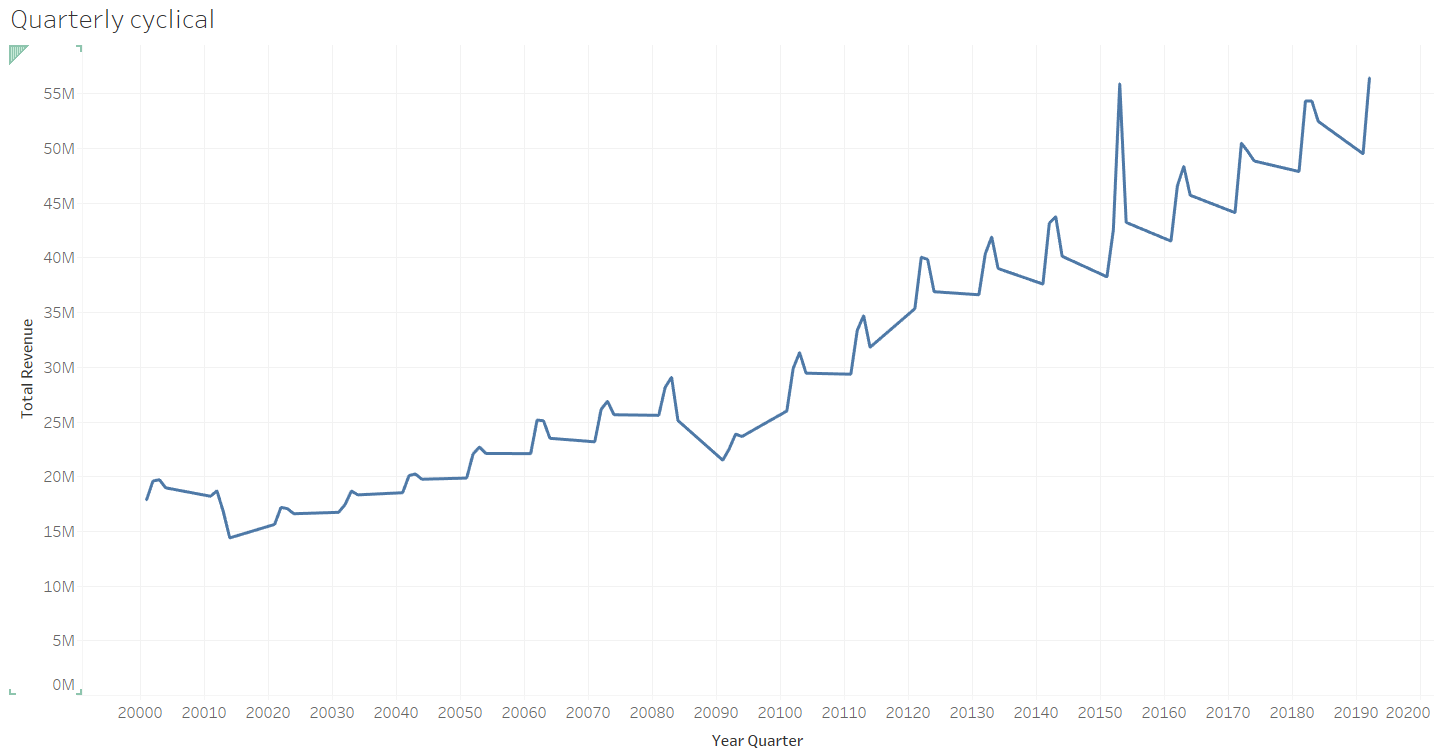 Quarterly cyclical
55M
50M
45M
40M
35M
30M
25M
20M
15M
10M
5M
0M
Total Revenue
20000 20010 20020 20030 20040 20050 20060 20070 20080 20090 20100 20110 20120 20130 20140 20150 20160 20170 20180 20190 20200
Year Quarter